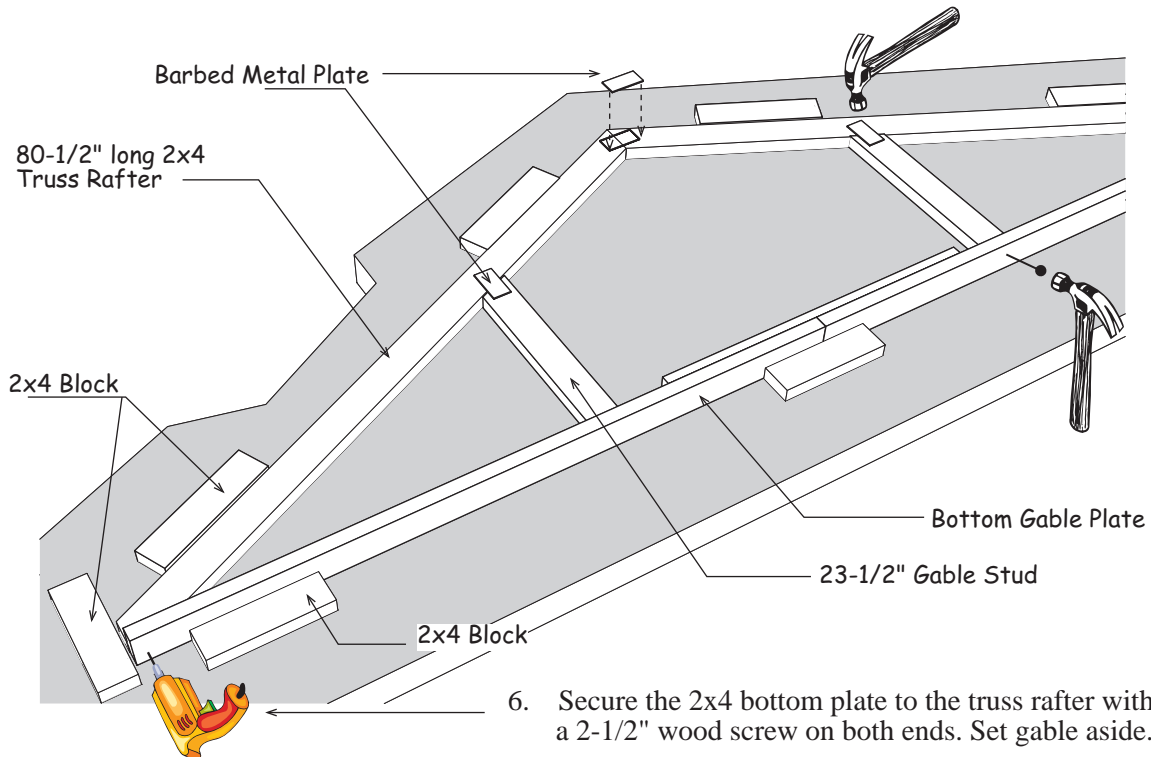 Barbed Metal Plate
80-1/2" long 2x4
Truss Rafter
2x4 Block
Bottom Gable Plate
23-1/2" Gable Stud
2x4 Block
6. Secure the 2x4 bottom plate to the truss rafter with
a 2-1/2" wood screw on both ends. Set gable aside.